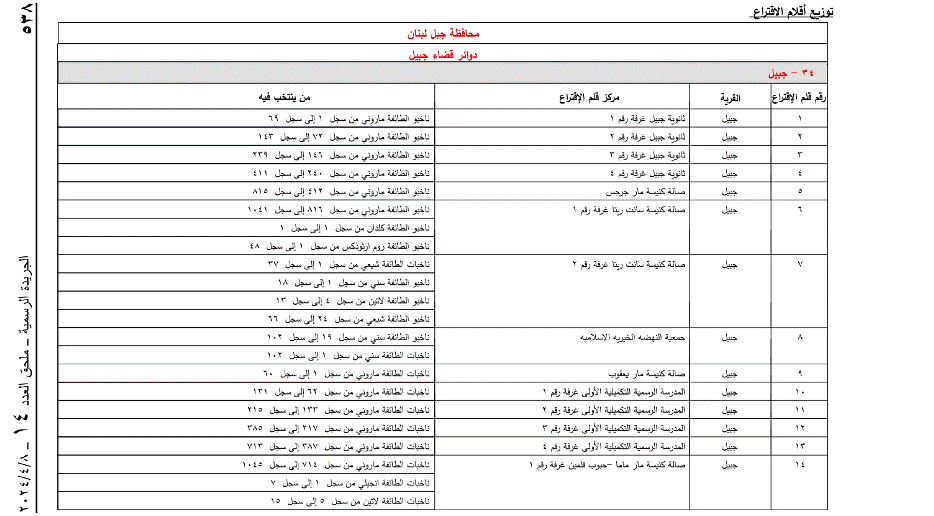 توزيع أقلام الإقتراع
محافظة جبل لبنان
دوائر قضاء جبيل
٣٤ - جبيل
رقم قلم الإقتراع القرية مركز قلم الإقتراع من ينتخب فيه
١ جبيل ثانوية جبيل غرفة رقم ١ ناخبو الطائفة ماروني من سجل ١ إلى سجل ٦٩
٢ جبيل ثانوية جبيل غرفة رقم ٢ ناخبو الطائفة ماروني من سجل ٧٢ إلى سجل ١٤٣
٣ جبيل ثانوية جبيل غرفة رقم ٣ ناخبو الطائفة ماروني من سجل ١٤٦ إلى سجل ٢٣٩
٤ جبيل ثانوية جبيل غرفة رقم ٤ ناخبو الطائفة ماروني من سجل ٢٤٠ إلى سجل ٤١١
٥ جبيل صالة كنيسة مار جرجس ناخبو الطائفة ماروني من سجل ٤١٢ إلى سجل ٨١٥
٦ جبيل صالة كنيسة سانت ريتا غرفة رقم ١ ناخبو الطائفة ماروني من سجل ٨١٦ إلى سجل ١٠٤١
ناخبو الطائفة كلدان من سجل ١ إلى سجل ١
ناخبو الطائفة روم ارثوذكس من سجل ١ إلى سجل ٤٨
٧ جبيل صالة كنيسة سانت ريتا غرفة رقم ٢ ناخبات الطائفة شيعي من سجل ١ إلى سجل ٣٧
ناخبو الطائفة سني من سجل ١ إلى سجل ١٨
ناخبو الطائفة لاتين من سجل ٤ إلى سجل ١٣
ناخبو الطائفة شيعي من سجل ٢٤ إلى سجل ٦٦
٨ جبيل جمعية النهضه الخيريه الاسلاميه ناخبو الطائفة سني من سجل ١٩ إلى سجل ١٠٢
ناخبات الطائفة سني من سجل ١ إلى سجل ١٠٢
٩ جبيل صالة كنيسة مار يعقوب ناخبات الطائفة ماروني من سجل ١ إلى سجل ٦٠
١٠ جبيل المدرسة الرسمية التكميلية الأولى غرفة رقم ١ ناخبات الطائفة ماروني من سجل ٦٢ إلى سجل ١٣١
١١ جبيل المدرسة الرسمية التكميلية الأولى غرفة رقم ٢ ناخبات الطائفة ماروني من سجل ١٣٣ إلى سجل ٢١٥
١٢ جبيل المدرسة الرسمية التكميلية الأولى غرفة رقم ٣ ناخبات الطائفة ماروني من سجل ٢١٧ إلى سجل ٣٨٥
١٣ جبيل المدرسة الرسمية التكميلية الأولى غرفة رقم ٤ ناخبات الطائفة ماروني من سجل ٣٨٧ إلى سجل ٧١٣
١٤ جبيل صالة كنيسة مار ماما -حبوب قلمين غرفة رقم ١ ناخبات الطائفة ماروني من سجل ٧١٤ إلى سجل ١٠٤٥
ناخبات الطائفة انجيلي من سجل ١ إلى سجل ٧
ناخبات الطائفة لاتين من سجل ٥ إلى سجل ١٥
٥٣٨
الجريدة الرسمية - ملحق العدد ١٤ - ٢٠٢٤/٤/٨